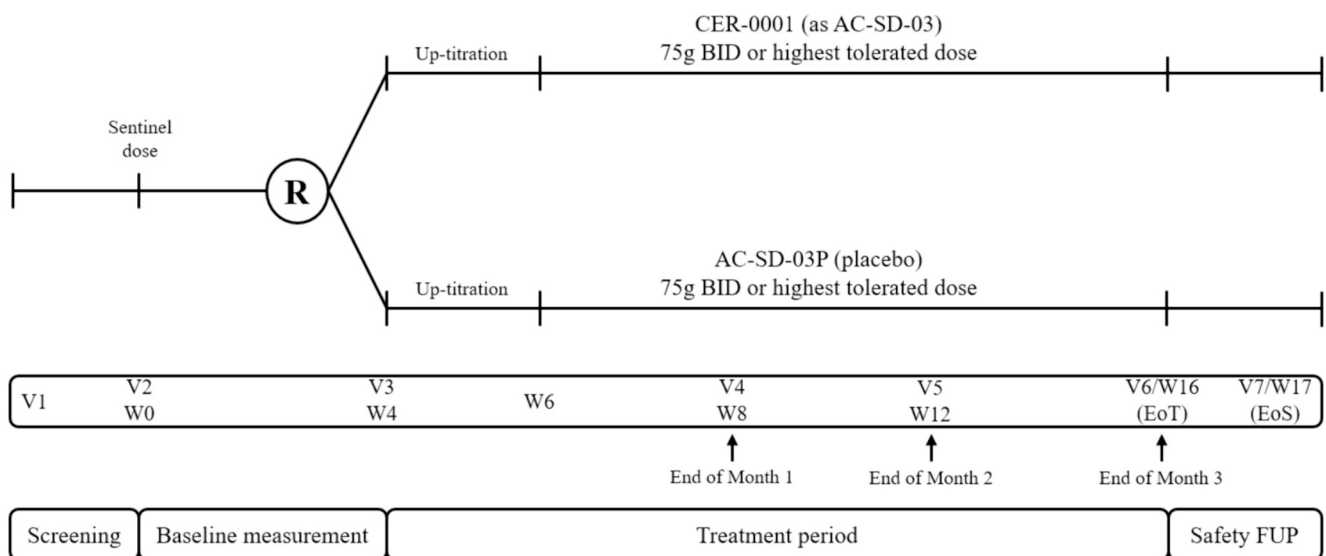 CER-0001 (as AC-SD-03)
Up-titration
75g BID or highest tolerated dose
Sentinel
dose
R
AC-SD-03P (placebo)
Up-titration
75g BID or highest tolerated dose
V1
V2
W0
V3
W4
W6
V4
W8
V5
W12
V6/W16
(EoT)
V7/W17
(EoS)
End of Month 1
End of Month 2
End of Month 3
Screening
Baseline measurement
Treatment period
Safety FUP